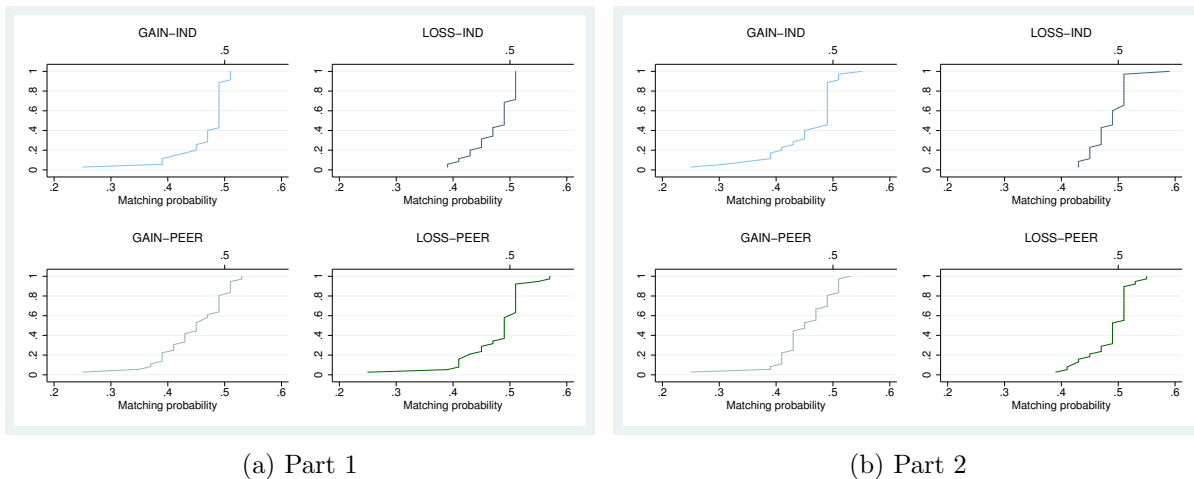 GAIN−IND
.5
0 .2 .4 .6 .8 1
.2 .3 .4 .5 .6
Matching probability
LOSS−IND
.5
0 .2 .4 .6 .8 1
.2 .3 .4 .5 .6
Matching probability
GAIN−PEER
.5
0 .2 .4 .6 .8 1
.2 .3 .4 .5 .6
Matching probability
LOSS−PEER
.5
0 .2 .4 .6 .8 1
.2 .3 .4 .5 .6
Matching probability
(a) Part 1
GAIN−IND
.5
0 .2 .4 .6 .8 1
.2 .3 .4 .5 .6
Matching probability
LOSS−IND
.5
0 .2 .4 .6 .8 1
.2 .3 .4 .5 .6
Matching probability
GAIN−PEER
.5
0 .2 .4 .6 .8 1
.2 .3 .4 .5 .6
Matching probability
LOSS−PEER
.5
0 .2 .4 .6 .8 1
.2 .3 .4 .5 .6
Matching probability
(b) Part 2